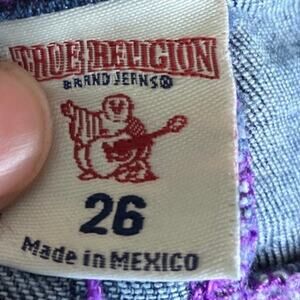 TRUE RELIGION
BRAND JEANS®
26
Made in MEXICO